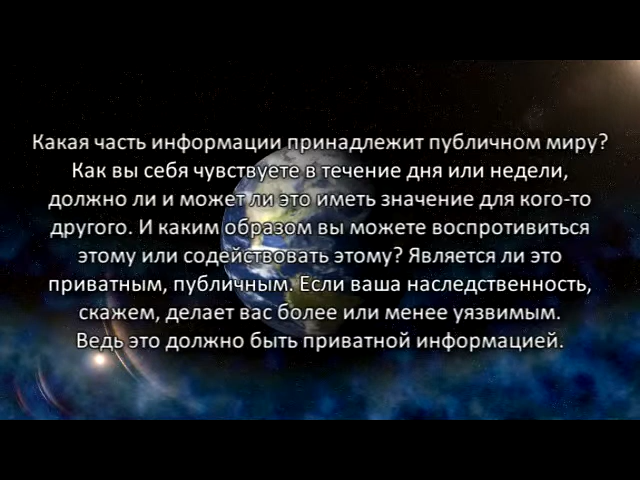 Какая часть информации принадлежит публичном миру?
Как вы себя чувствуете в течение дня или недели,
должно ли и может ли это иметь значение для кого-то
другого. И каким образом вы можете воспротивиться
этому или содействовать этому? Является ли это
приватным, публичным. Если ваша наследственность,
скажем, делает вас более или менее уязвимым.
Ведь это должно быть приватной информацией.